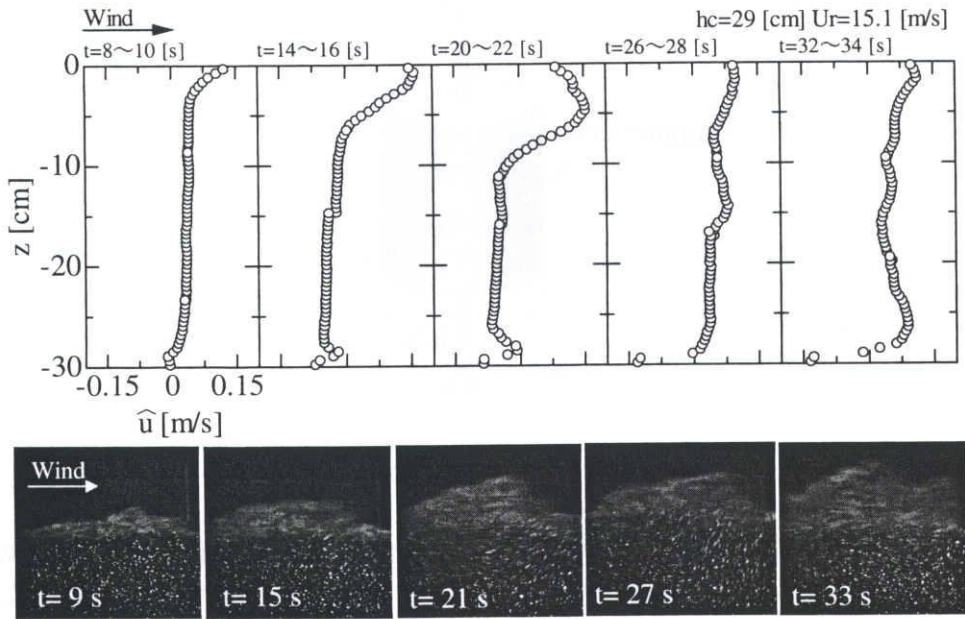 Wind
hc=29 [cm] Ur=15.1 [m/s]
t=8〜10 [s]
t=14〜16 [s]
t=20〜22 [s]
t=26〜28 [s]
t=32〜34 [s]
0
-10
-20
-30
z [cm]
-0.15 0 0.15
û [m/s]
Wind
t= 9 s
t= 15 s
t= 21 s
t= 27 s
t= 33 s